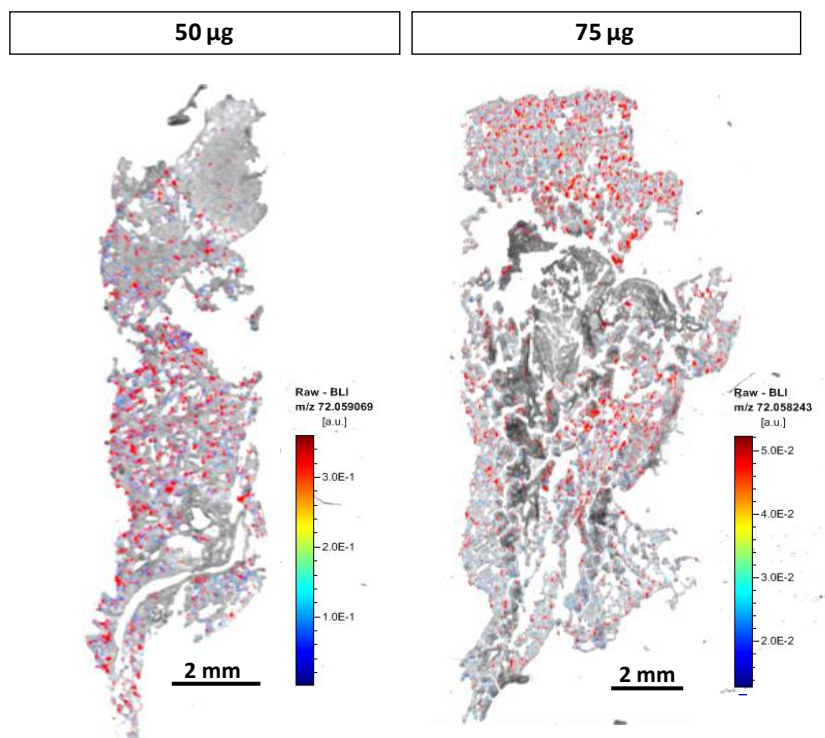 50 µg
75 µg
Raw - BLI
m/z 72.059069
[a.u.]
3.0E-1
2.0E-1
1.0E-1
2 mm
Raw - BLI
m/z 72.058243
[a.u.]
5.0E-2
4.0E-2
3.0E-2
2.0E-2
2 mm